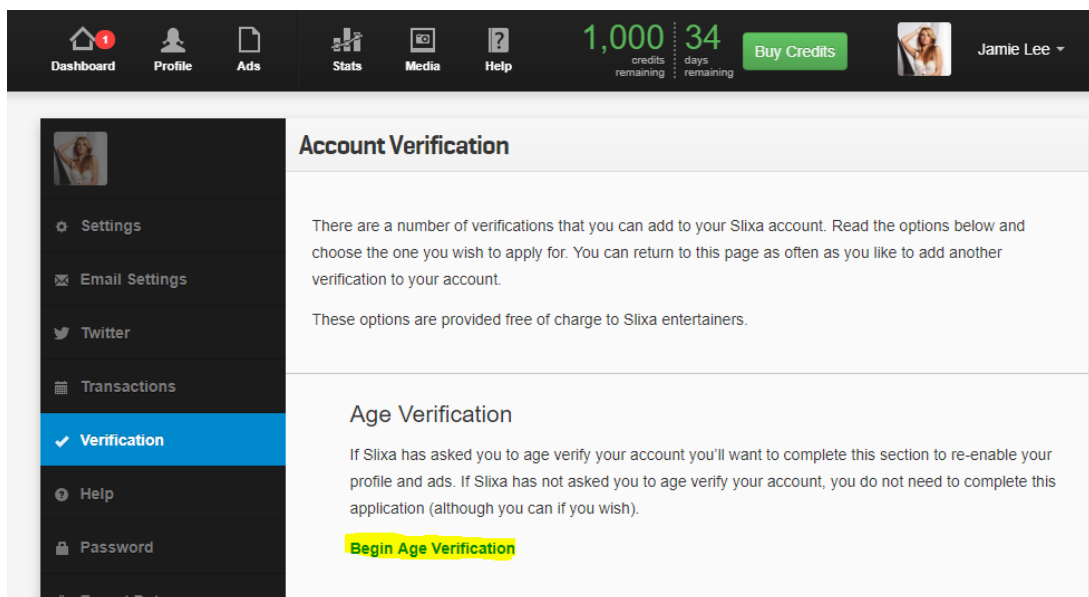 1
Dashboard
Profile
Ads
Stats
Media
Help
1,000
credits
remaining
34
days
remaining
Buy Credits
Jamie Lee
Account Verification
Settings
Email Settings
Twitter
Transactions
Verification
Help
Password
There are a number of verifications that you can add to your Slixa account. Read the options below and
choose the one you wish to apply for. You can return to this page as often as you like to add another
verification to your account.
These options are provided free of charge to Slixa entertainers.
Age Verification
If Slixa has asked you to age verify your account you'll want to complete this section to re-enable your
profile and ads. If Slixa has not asked you to age verify your account, you do not need to complete this
application (although you can if you wish).
Begin Age Verification